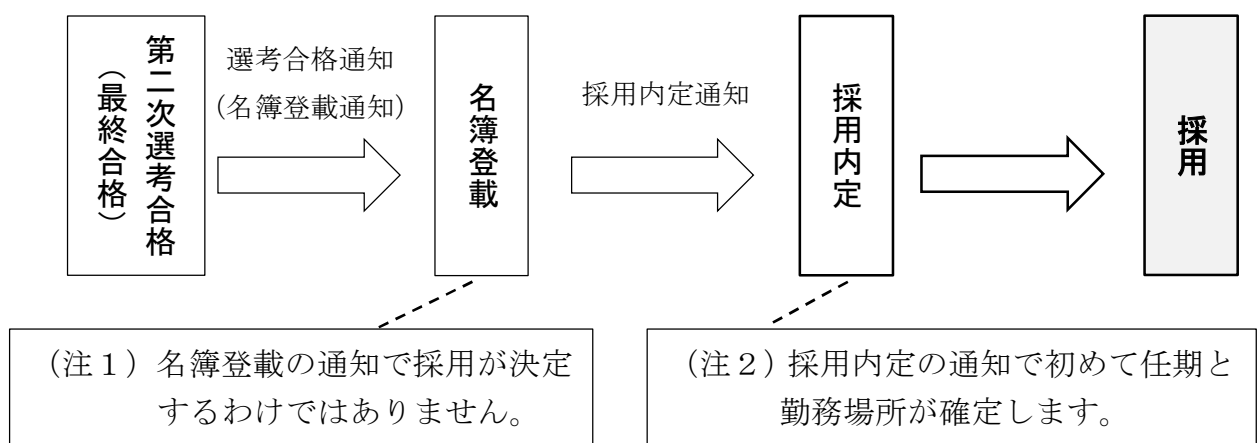 第二次選考合格
（最終合格）
選考合格通知
(名簿登載通知)
名簿登載
採用内定通知
採用内定
採用
（注１）名簿登載の通知で採用が決定
するわけではありません。
（注２）採用内定の通知で初めて任期と
勤務場所が確定します。